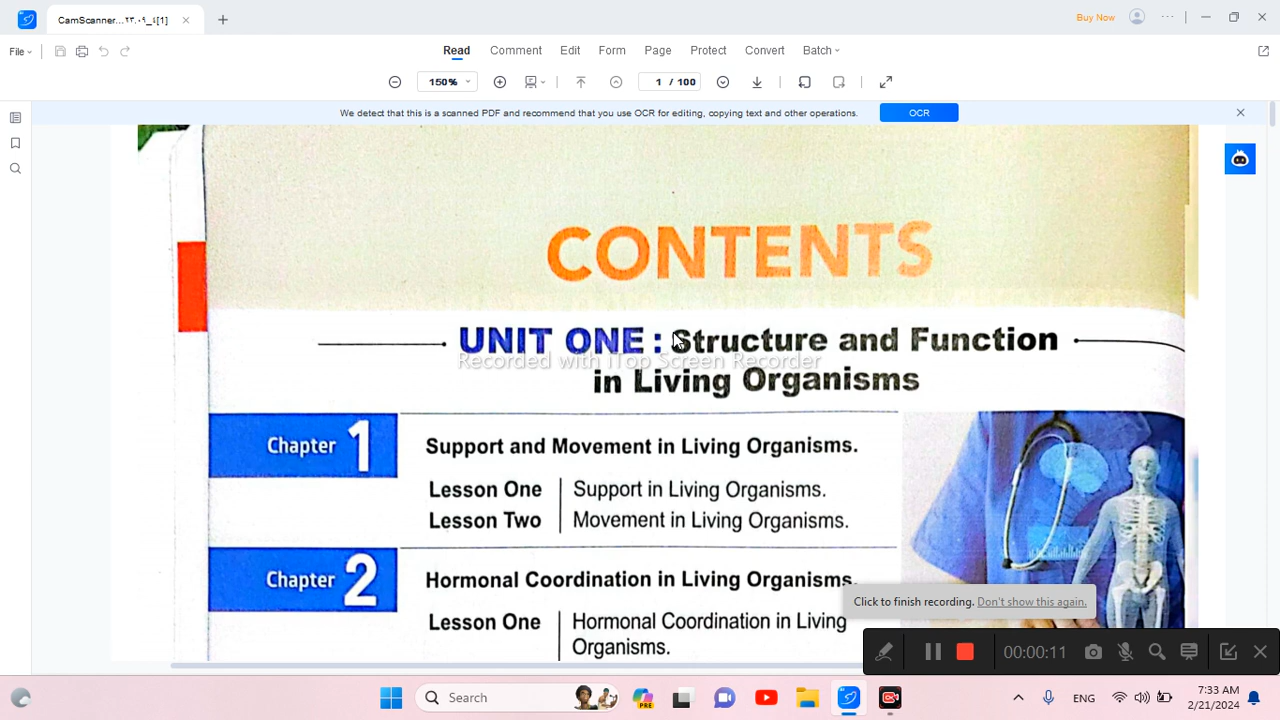 CamScanner...٢٣.٠٩_٤[1]
Buy Now
File
Read Comment Edit Form Page Protect Convert Batch
150% 1 / 100
We detect that this is a scanned PDF and recommend that you use OCR for editing, copying text and other operations. OCR
CONTENTS
UNIT ONE : Structure and Function
in Living Organisms
Recorded with iTop Screen Recorder
Chapter 1
Support and Movement in Living Organisms.
Lesson One Support in Living Organisms.
Lesson Two Movement in Living Organisms.
Chapter 2
Hormonal Coordination in Living Organisms.
Lesson One Hormonal Coordination in Living
Organisms.
Click to finish recording. Don't show this again.
00:00:11
Search
PRE
ENG
7:33 AM
2/21/2024